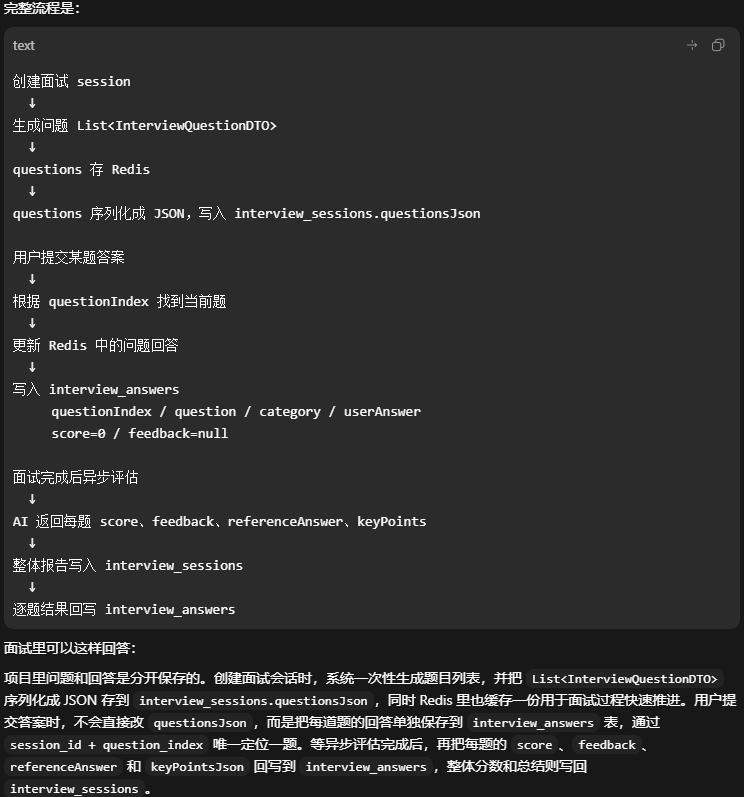 完整流程是：
text
创建面试 session
↓
生成问题 List<InterviewQuestionDTO>
↓
questions 存 Redis
↓
questions 序列化成 JSON，写入 interview_sessions.questionsJson
用户提交某题答案
↓
根据 questionIndex 找到当前题
↓
更新 Redis 中的问题回答
↓
写入 interview_answers
questionIndex / question / category / userAnswer
score=0 / feedback=null
面试完成后异步评估
↓
AI 返回每题 score、feedback、referenceAnswer、keyPoints
↓
整体报告写入 interview_sessions
↓
逐题结果回写 interview_answers
面试里可以这样回答：
项目里问题和回答是分开保存的。创建面试会话时，系统一次性生成题目列表，并把 List<InterviewQuestionDTO>
序列化成 JSON 存到 interview_sessions.questionsJson ，同时 Redis 里也缓存一份用于面试过程快速推进。用户提
交答案时，不会直接改 questionsJson ，而是把每道题的回答单独保存到 interview_answers 表，通过
session_id + question_index 唯一定位一题。等异步评估完成后，再把每题的 score 、 feedback 、
referenceAnswer 和 keyPointsJson 回写到 interview_answers ，整体分数和总结则写回
interview_sessions 。